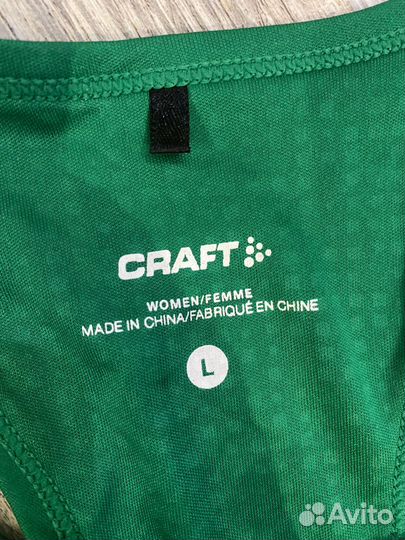 CRAFT
WOMEN/FEMME
MADE IN CHINA/FABRIQUÉ EN CHINE
L
Avito